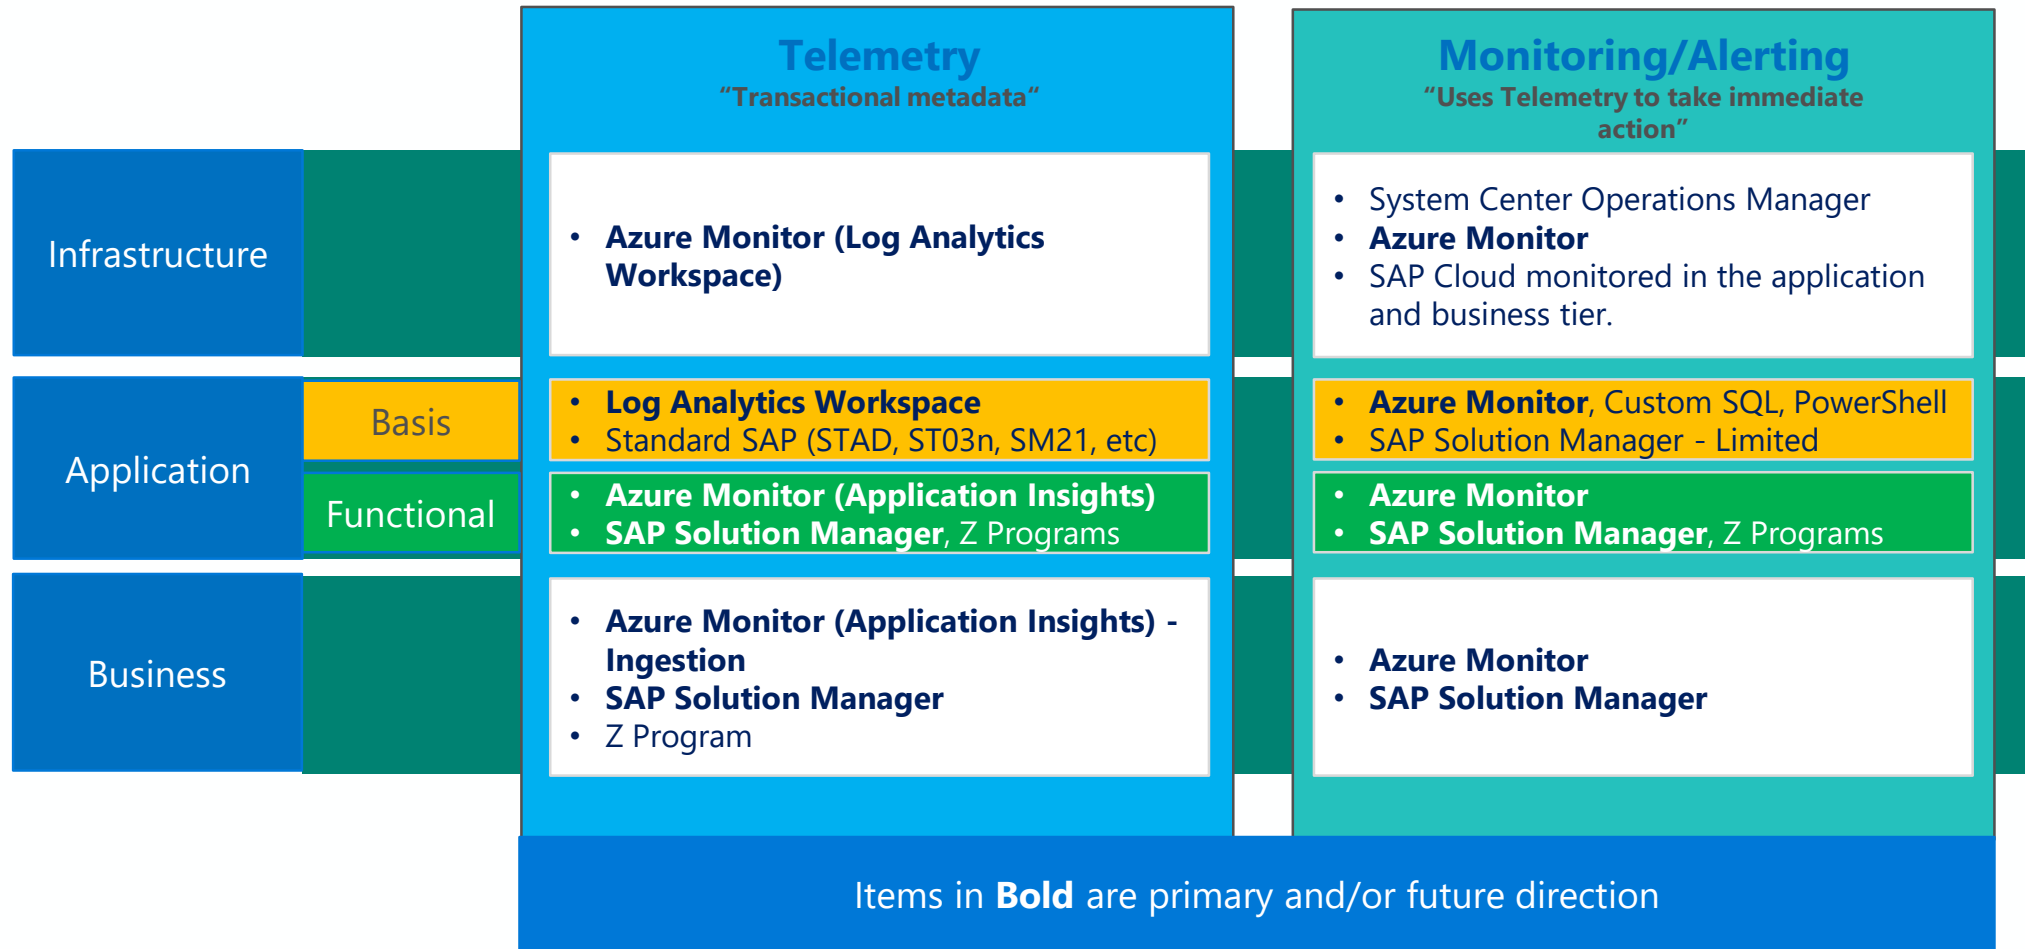 Telemetry
“Transactional metadata“
Monitoring/Alerting
“Uses Telemetry to take immediate
action”
Infrastructure
• Azure Monitor (Log Analytics
Workspace)
• System Center Operations Manager
• Azure Monitor
• SAP Cloud monitored in the application
and business tier.
Application
Basis
• Log Analytics Workspace
• Standard SAP (STAD, ST03n, SM21, etc)
• Azure Monitor, Custom SQL, PowerShell
• SAP Solution Manager - Limited
Functional
• Azure Monitor (Application Insights)
• SAP Solution Manager, Z Programs
• Azure Monitor
• SAP Solution Manager, Z Programs
Business
• Azure Monitor (Application Insights) -
Ingestion
• SAP Solution Manager
• Z Program
• Azure Monitor
• SAP Solution Manager
Items in Bold are primary and/or future direction